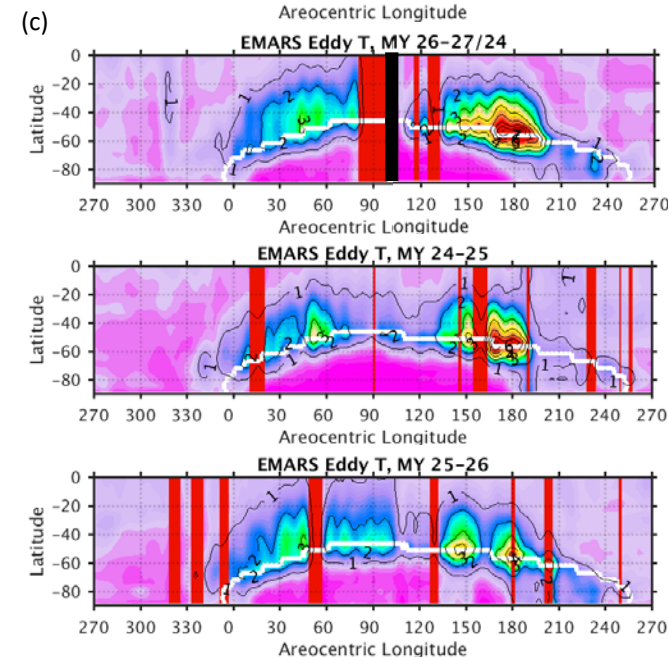 (c)
Areocentric Longitude
EMARS Eddy T, MY 26-27/24
Latitude
0
-20
-40
-60
-80
270 300 330 0 30 60 90 120 150 180 210 240 270
Areocentric Longitude
EMARS Eddy T, MY 24-25
Latitude
0
-20
-40
-60
-80
270 300 330 0 30 60 90 120 150 180 210 240 270
Areocentric Longitude
EMARS Eddy T, MY 25-26
Latitude
0
-20
-40
-60
-80
270 300 330 0 30 60 90 120 150 180 210 240 270
Areocentric Longitude